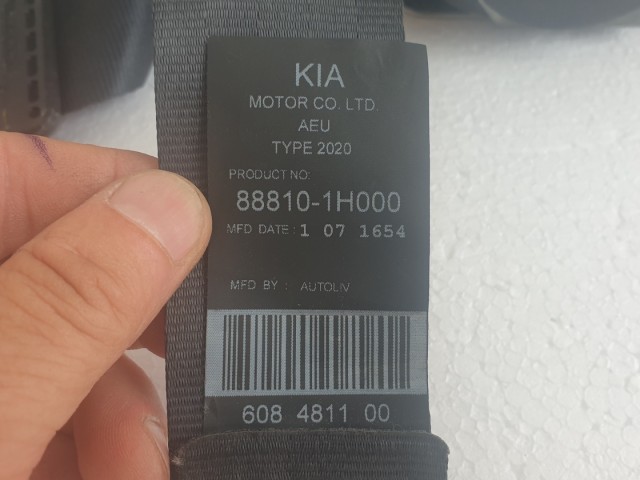 KIA
MOTOR CO. LTD.
AEU
TYPE 2020
PRODUCT NO:
88810-1H000
MFD DATE: 1 07 1654
MFD BY : AUTOLIV
608 4811 00